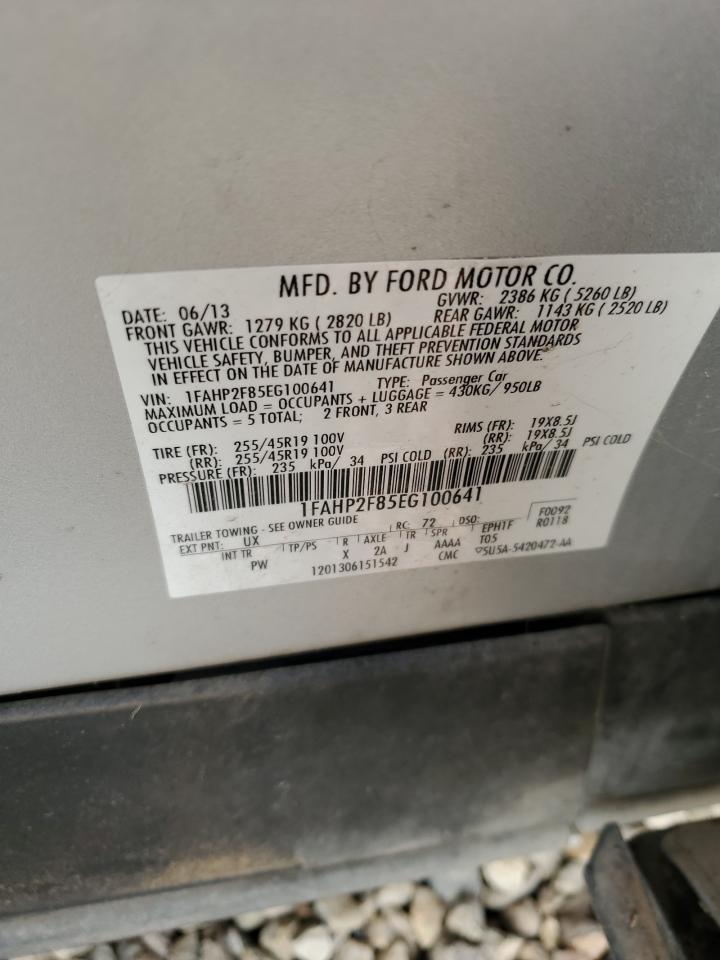 MFD. BY FORD MOTOR CO.
DATE: 06/13 GVWR: 2386 KG ( 5260 LB)
FRONT GAWR: 1279 KG ( 2820 LB) REAR GAWR: 1143 KG ( 2520 LB)
THIS VEHICLE CONFORMS TO ALL APPLICABLE FEDERAL MOTOR
VEHICLE SAFETY, BUMPER, AND THEFT PREVENTION STANDARDS
IN EFFECT ON THE DATE OF MANUFACTURE SHOWN ABOVE.
VIN: 1FAHP2F85EG100641 TYPE: Passenger Car
MAXIMUM LOAD = OCCUPANTS + LUGGAGE = 430KG/ 950LB
OCCUPANTS = 5 TOTAL; 2 FRONT, 3 REAR
TIRE (FR): 255/45R19 100V RIMS (FR): 19X8.5J
(RR): 255/45R19 100V (RR): 19X8.5J
PRESSURE (FR): 235 kPa/ 34 PSI COLD (RR): 235 kPa/ 34 PSI COLD
1FAHP2F85EG100641
TRAILER TOWING - SEE OWNER GUIDE RC: 72 DSO: F0092
EXT PNT: UX R0118
INT TR TP/PS R AXLE TR SPR EPH1F
PW X 2A J AAAA T05
1201306151542 CMC 5U5A-5420472-AA